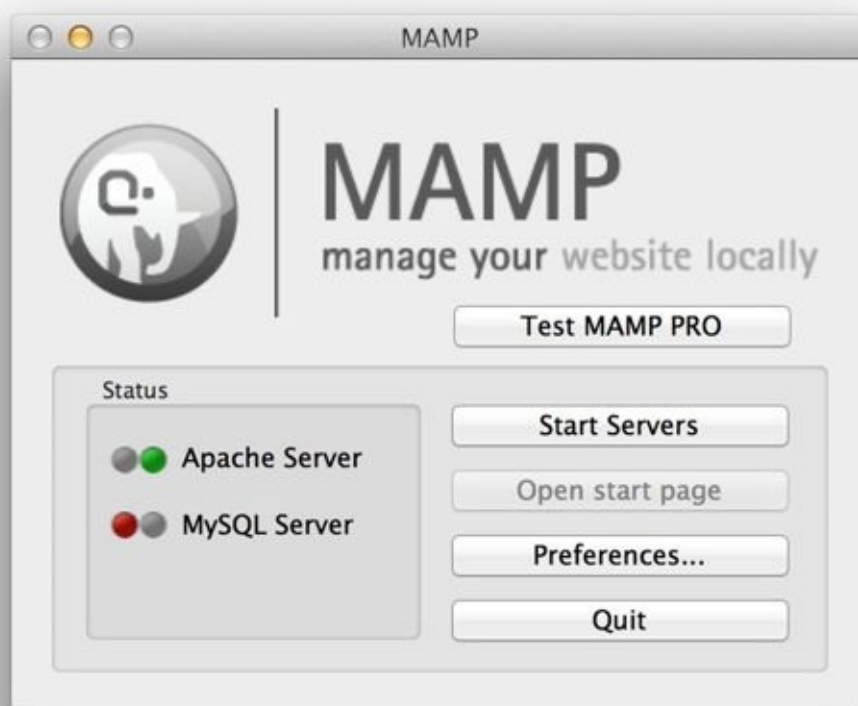 MAMP
MAMP
manage your website locally
Test MAMP PRO
Status
Apache Server
MySQL Server
Start Servers
Open start page
Preferences...
Quit